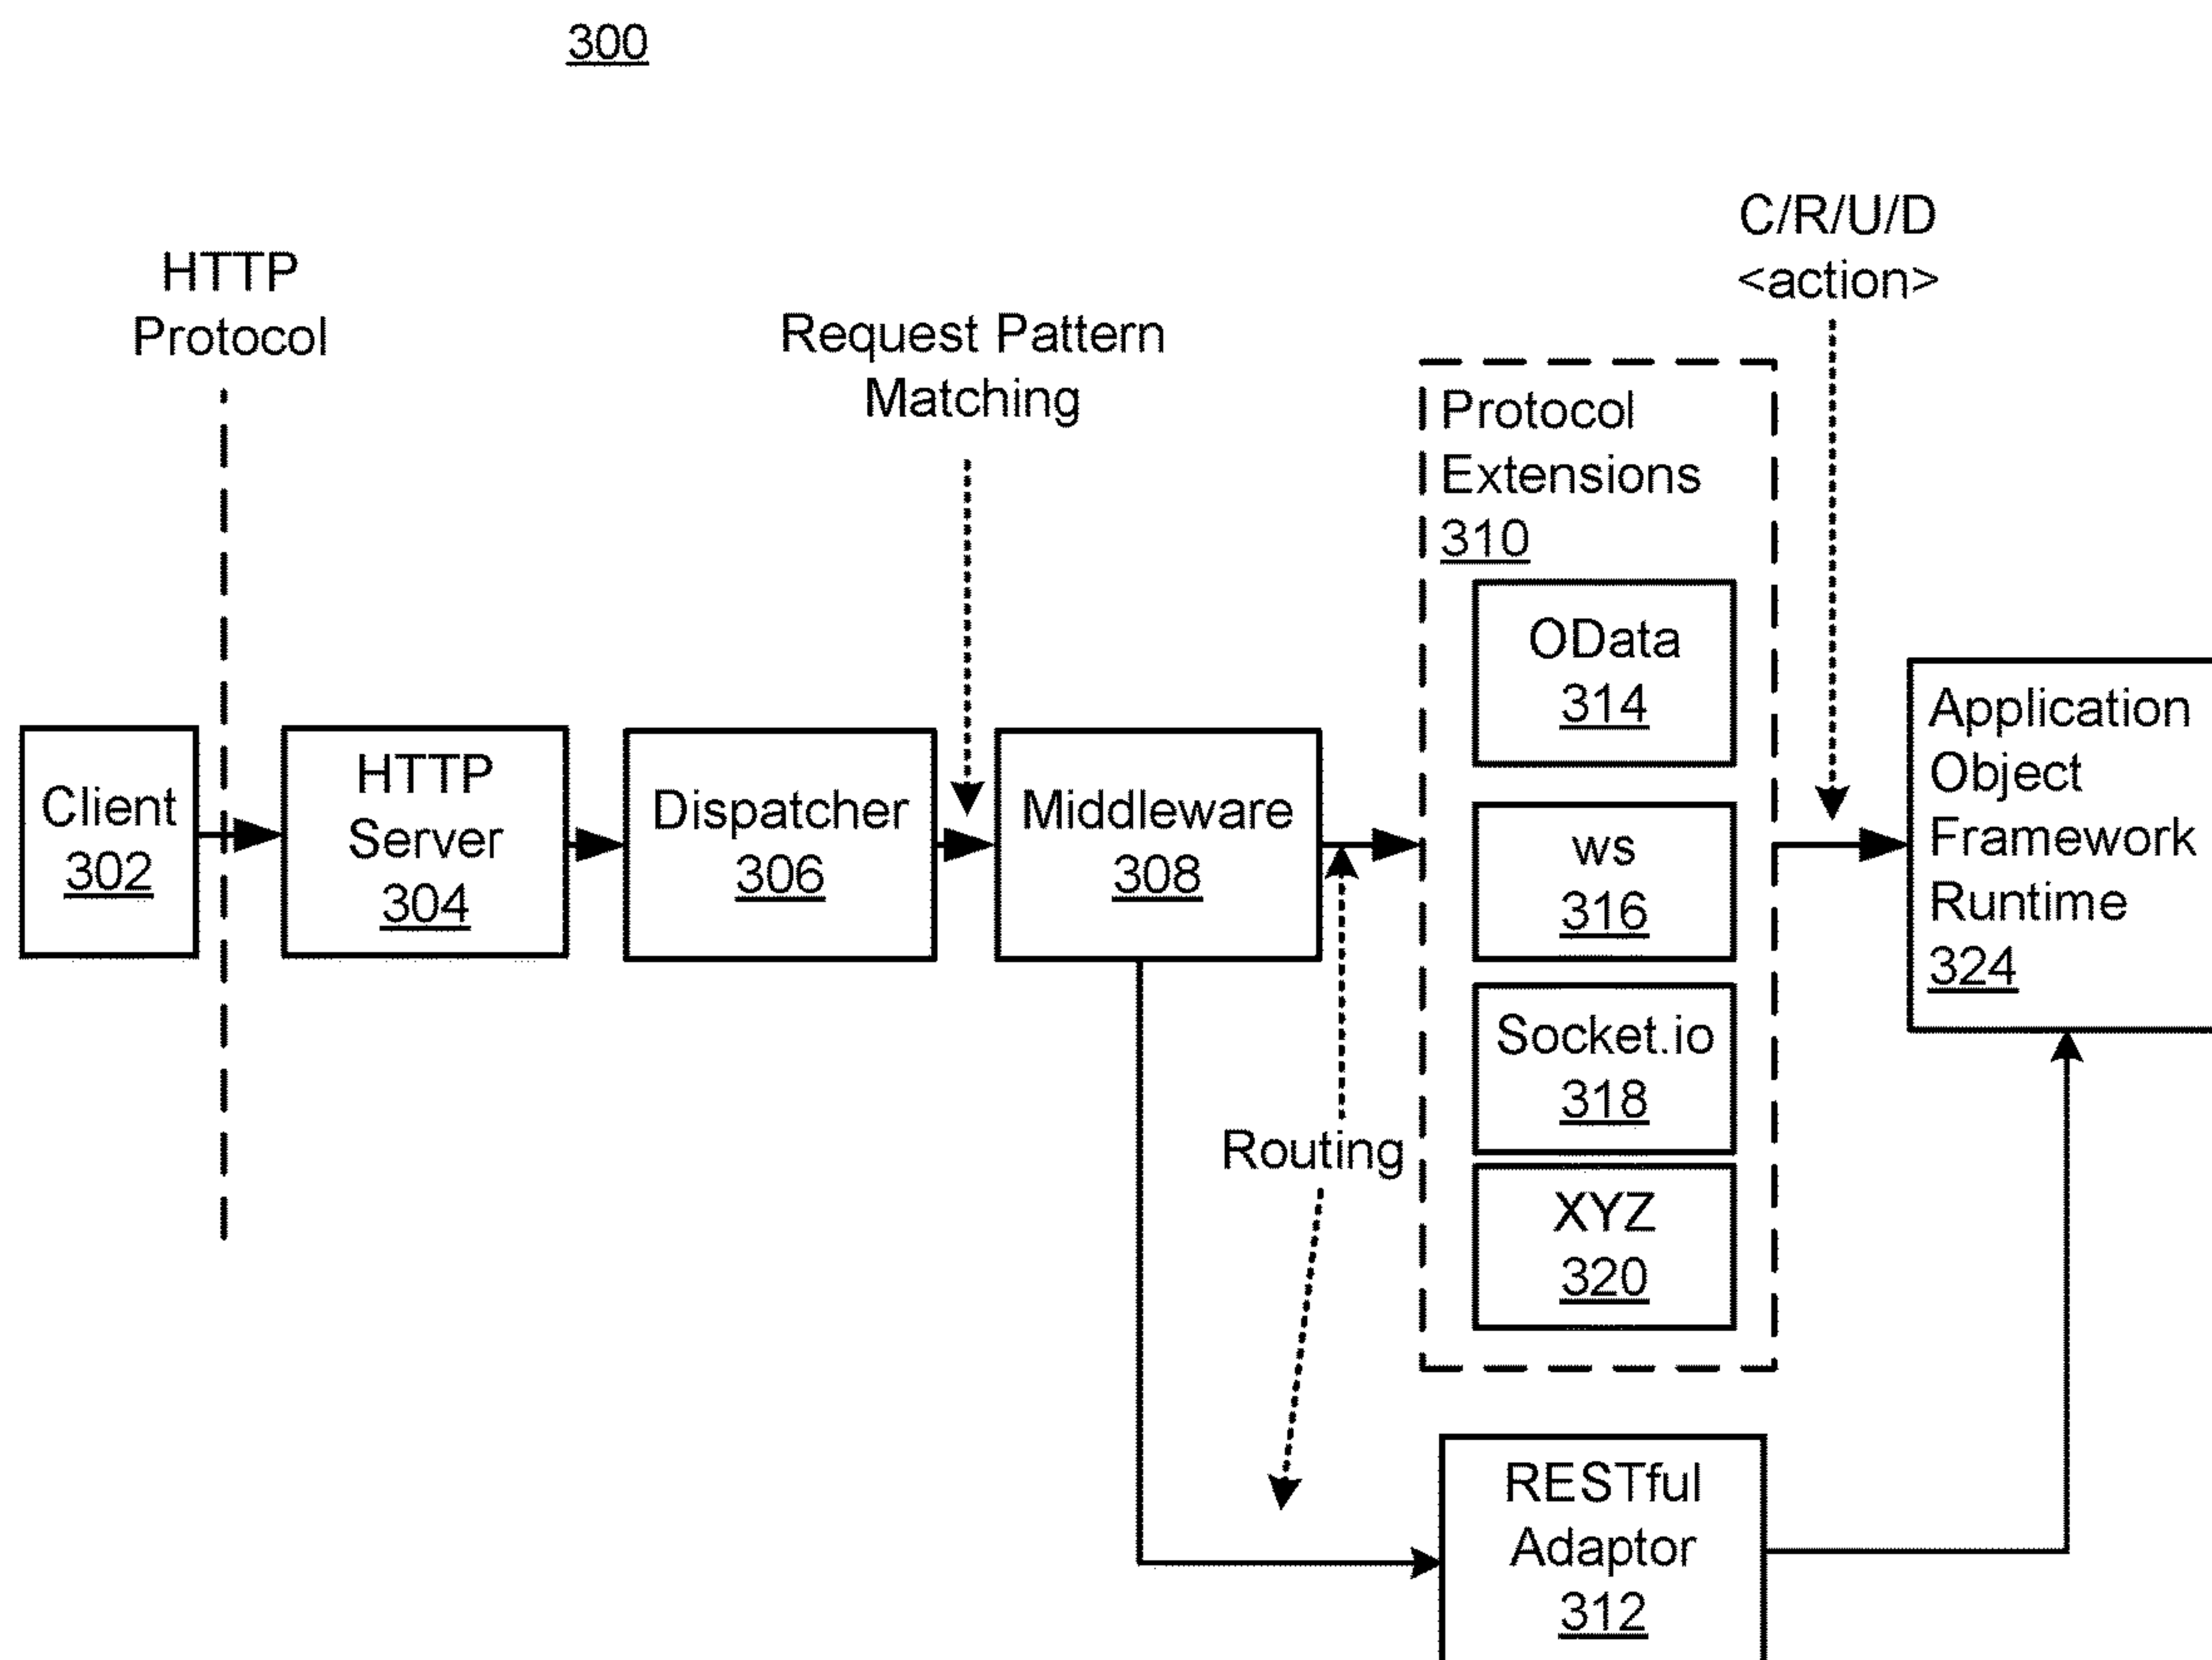 300
HTTP
Protocol
Request Pattern
Matching
C/R/U/D
<action>
Client
302
HTTP
Server
304
Dispatcher
306
Middleware
308
Routing
Protocol
Extensions
310
OData
314
ws
316
Socket.io
318
XYZ
320
RESTful
Adaptor
312
Application
Object
Framework
Runtime
324